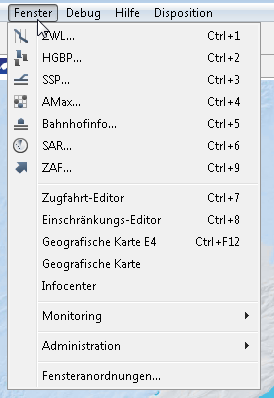 Fenster Debug Hilfe Disposition
ZWL... Ctrl+1
HGBP... Ctrl+2
SSP... Ctrl+3
AMax... Ctrl+4
Bahnhofinfo... Ctrl+5
SAR... Ctrl+6
ZAF... Ctrl+9
Zugfahrt-Editor Ctrl+7
Einschränkungs-Editor Ctrl+8
Geografische Karte E4 Ctrl+F12
Geografische Karte
Infocenter
Monitoring
Administration
Fensteranordnungen...